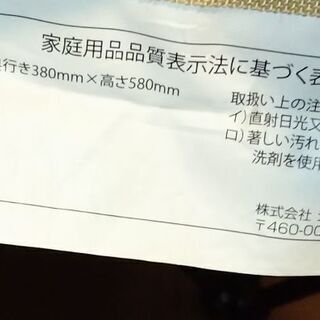 家庭用品品質表示法に基づく表
奥行き380mm×高さ580mm
取扱い上の注
イ)直射日光又
ロ)著しい汚れ
洗剤を使用
株式会社
〒460-00